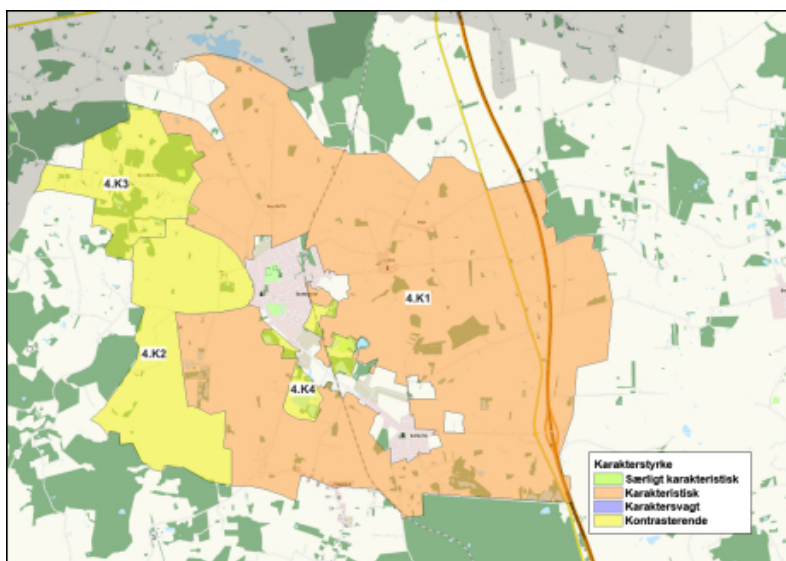 4.K3
4.K1
4.K2
4.K4
Karakterstyrke
Særligt karakteristisk
Karakteristisk
Karaktersvagt
Kontrasterende